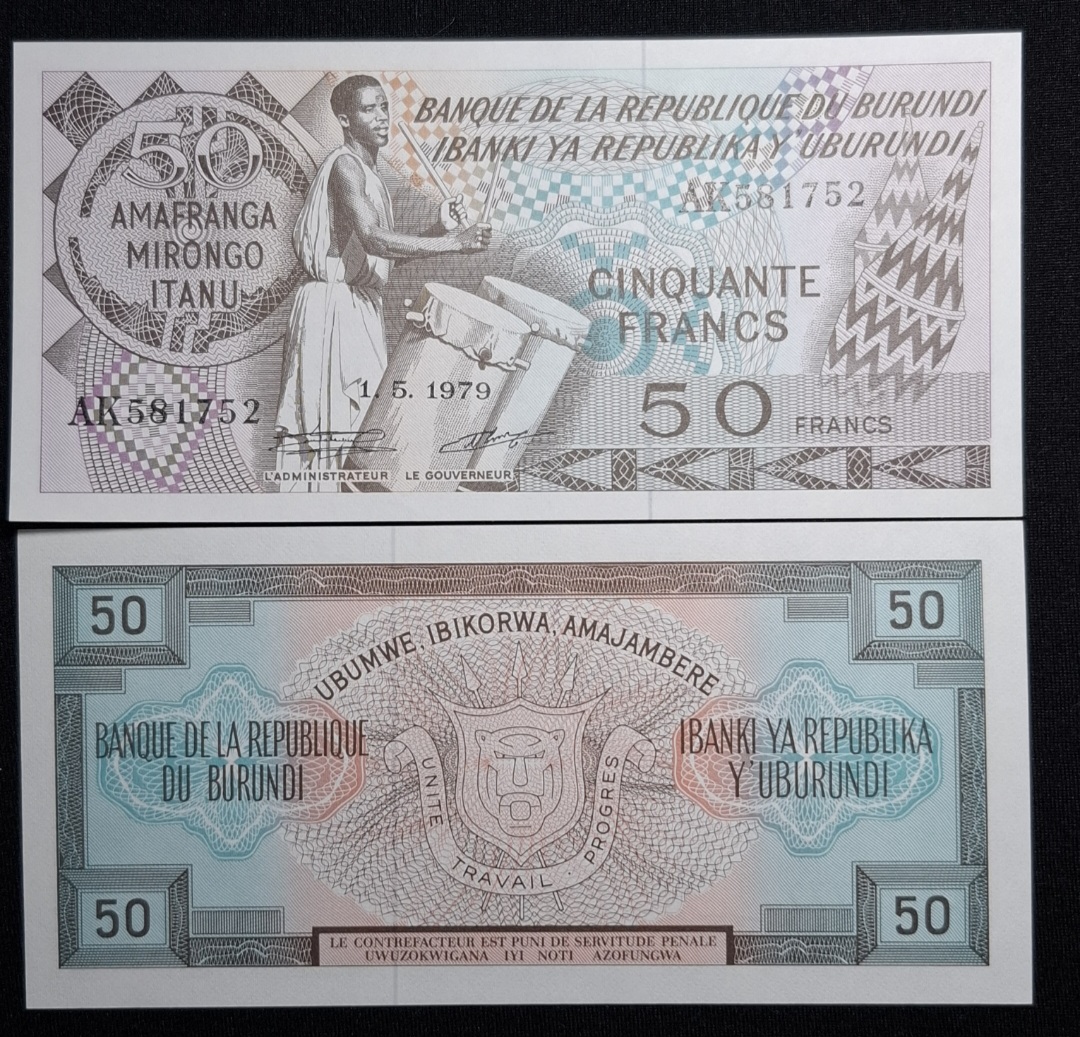 BANQUE DE LA REPUBLIQUE DU BURUNDI
IBANKI YA REPUBLIKA Y'UBURUNDI
50
AMAFRANGA
MIRONGO
ITANU
AK581752
CINQUANTE
FRANCS
1. 5. 1979
AK581752
50 FRANCS
L'ADMINISTRATEUR LE GOUVERNEUR
50
50
UBUMWE, IBIKORWA, AMAJAMBERE
BANQUE DE LA REPUBLIQUE
DU BURUNDI
IBANKI YA REPUBLIKA
Y'UBURUNDI
UNITE · TRAVAIL · PROGRES
50
50
LE CONTREFACTEUR EST PUNI DE SERVITUDE PENALE
UWUZOKWIGANA IYI NOTI AZOFUNGWA